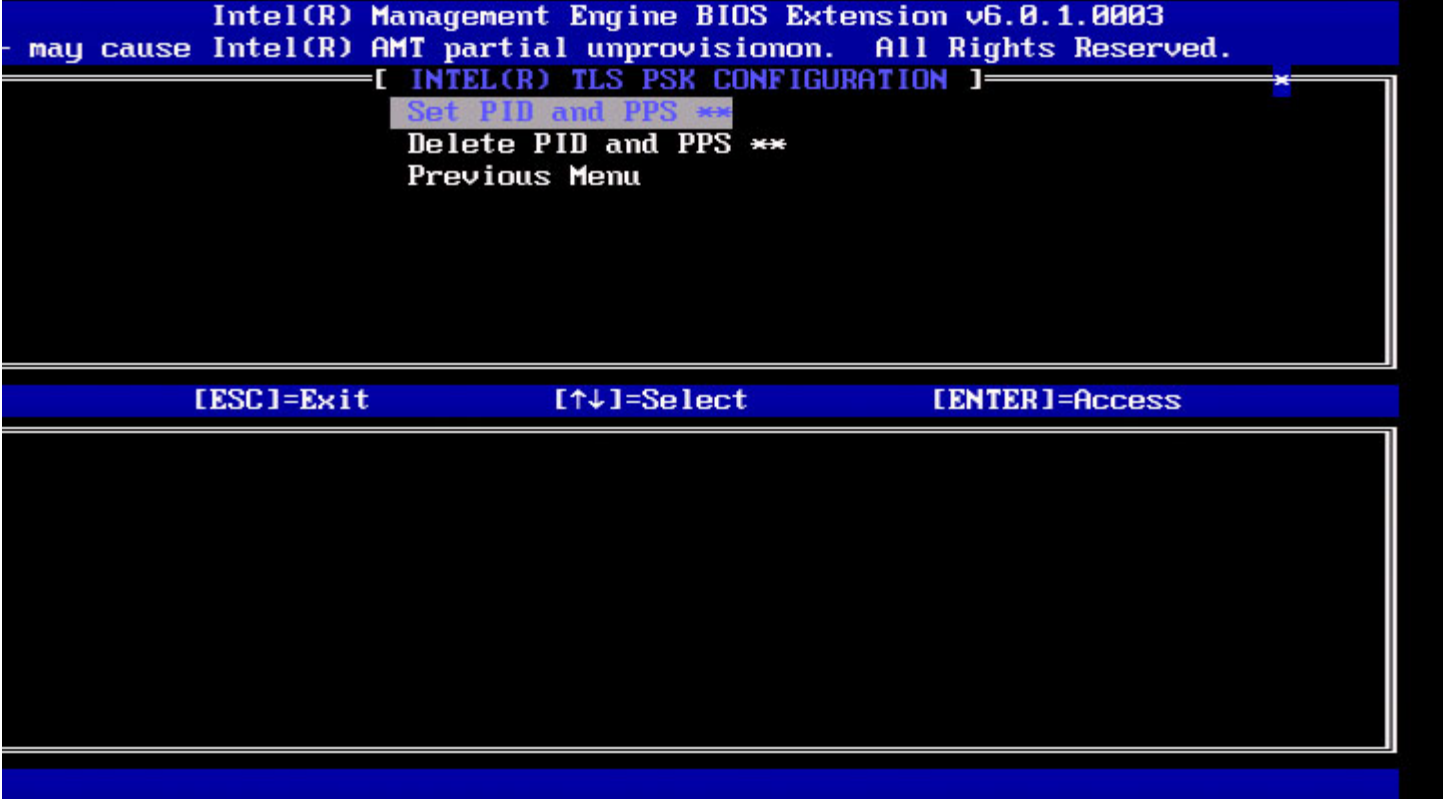 Intel(R) Management Engine BIOS Extension v6.0.1.0003
- may cause Intel(R) AMT partial unprovisionon. All Rights Reserved.
[ INTEL(R) TLS PSK CONFIGURATION ] *
Set PID and PPS **
Delete PID and PPS **
Previous Menu
[ESC]=Exit [↑↓]=Select [ENTER]=Access